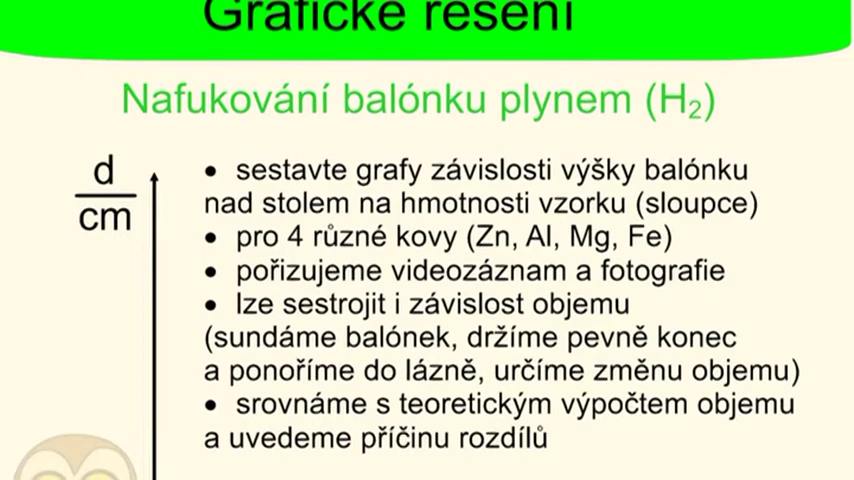 Grafické řešení
Nafukování balónku plynem (H₂)
d
cm
• sestavte grafy závislosti výšky balónku
nad stolem na hmotnosti vzorku (sloupce)
• pro 4 různé kovy (Zn, Al, Mg, Fe)
• pořizujeme videozáznam a fotografie
• lze sestrojit i závislost objemu
(sundáme balónek, držíme pevně konec
a ponoříme do lázně, určíme změnu objemu)
• srovnáme s teoretickým výpočtem objemu
a uvedeme příčinu rozdílů